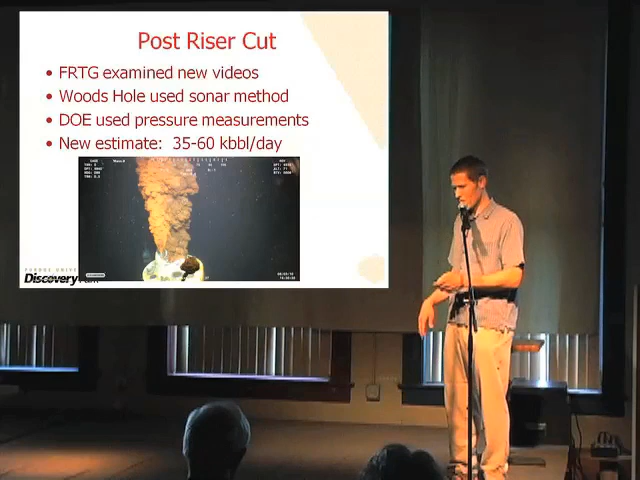 Post Riser Cut
• FRTG examined new videos
• Woods Hole used sonar method
• DOE used pressure measurements
• New estimate: 35-60 kbbl/day
Discovery